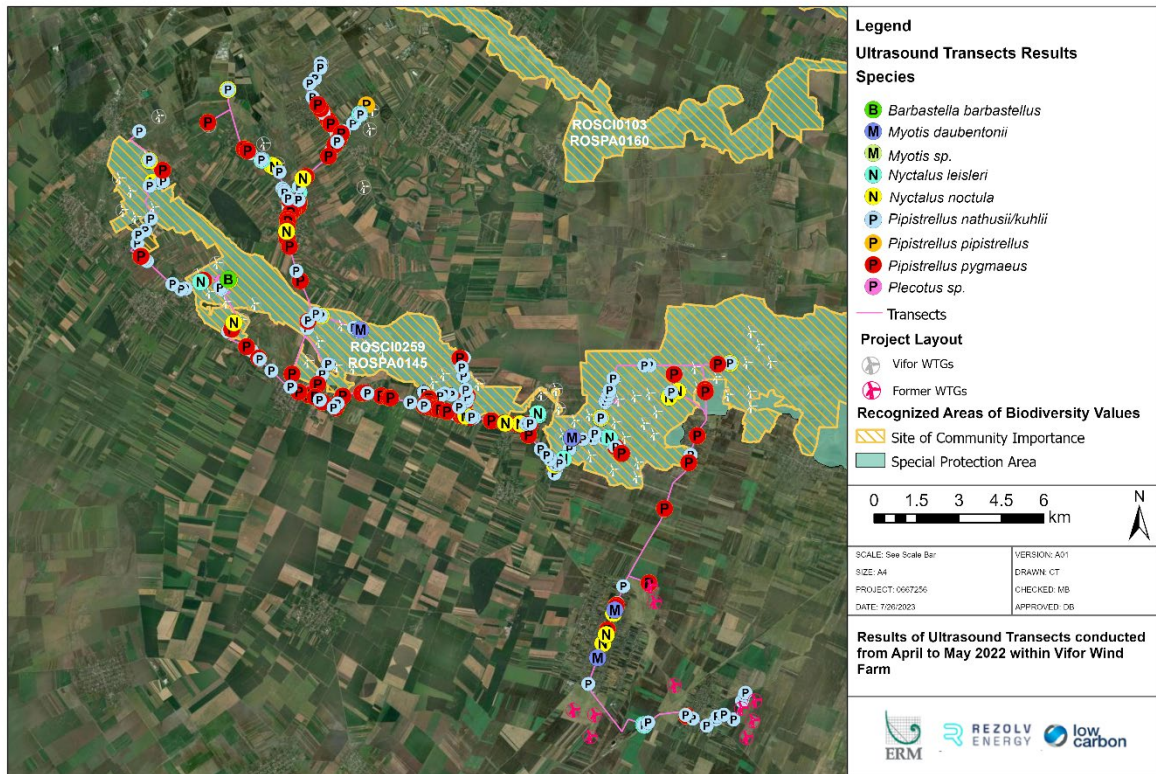 ROSCI0103
ROSPA0160
ROSCI0259
ROSPA0145
Legend
Ultrasound Transects Results
Species
B Barbastella barbastellus
M Myotis daubentonii
M Myotis sp.
N Nyctalus leisleri
N Nyctalus noctula
P Pipistrellus nathusii/kuhlii
P Pipistrellus pipistrellus
P Pipistrellus pygmaeus
P Plecotus sp.
Transects
Project Layout
Vifor WTGs
Former WTGs
Recognized Areas of Biodiversity Values
Site of Community Importance
Special Protection Area
0 1.5 3 4.5 6
km
N
SCALE: See Scale Bar
VERSION: A01
SIZE: A4
DRAWN: CT
PROJECT: 0667256
CHECKED: MB
DATE: 7/26/2023
APPROVED: DB
Results of Ultrasound Transects conducted
from April to May 2022 within Vifor Wind
Farm
ERM
REZOLV
ENERGY
low
carbon